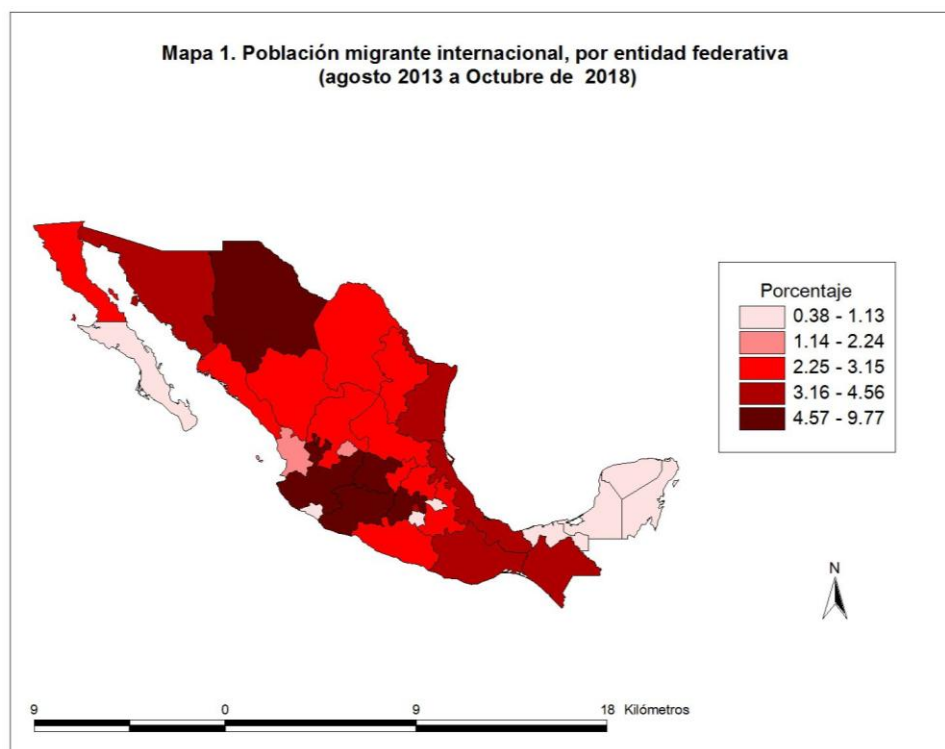 Mapa 1. Población migrante internacional, por entidad federativa
(agosto 2013 a Octubre de 2018)
Porcentaje
0.38 - 1.13
1.14 - 2.24
2.25 - 3.15
3.16 - 4.56
4.57 - 9.77
N
9 0 9 18 Kilómetros